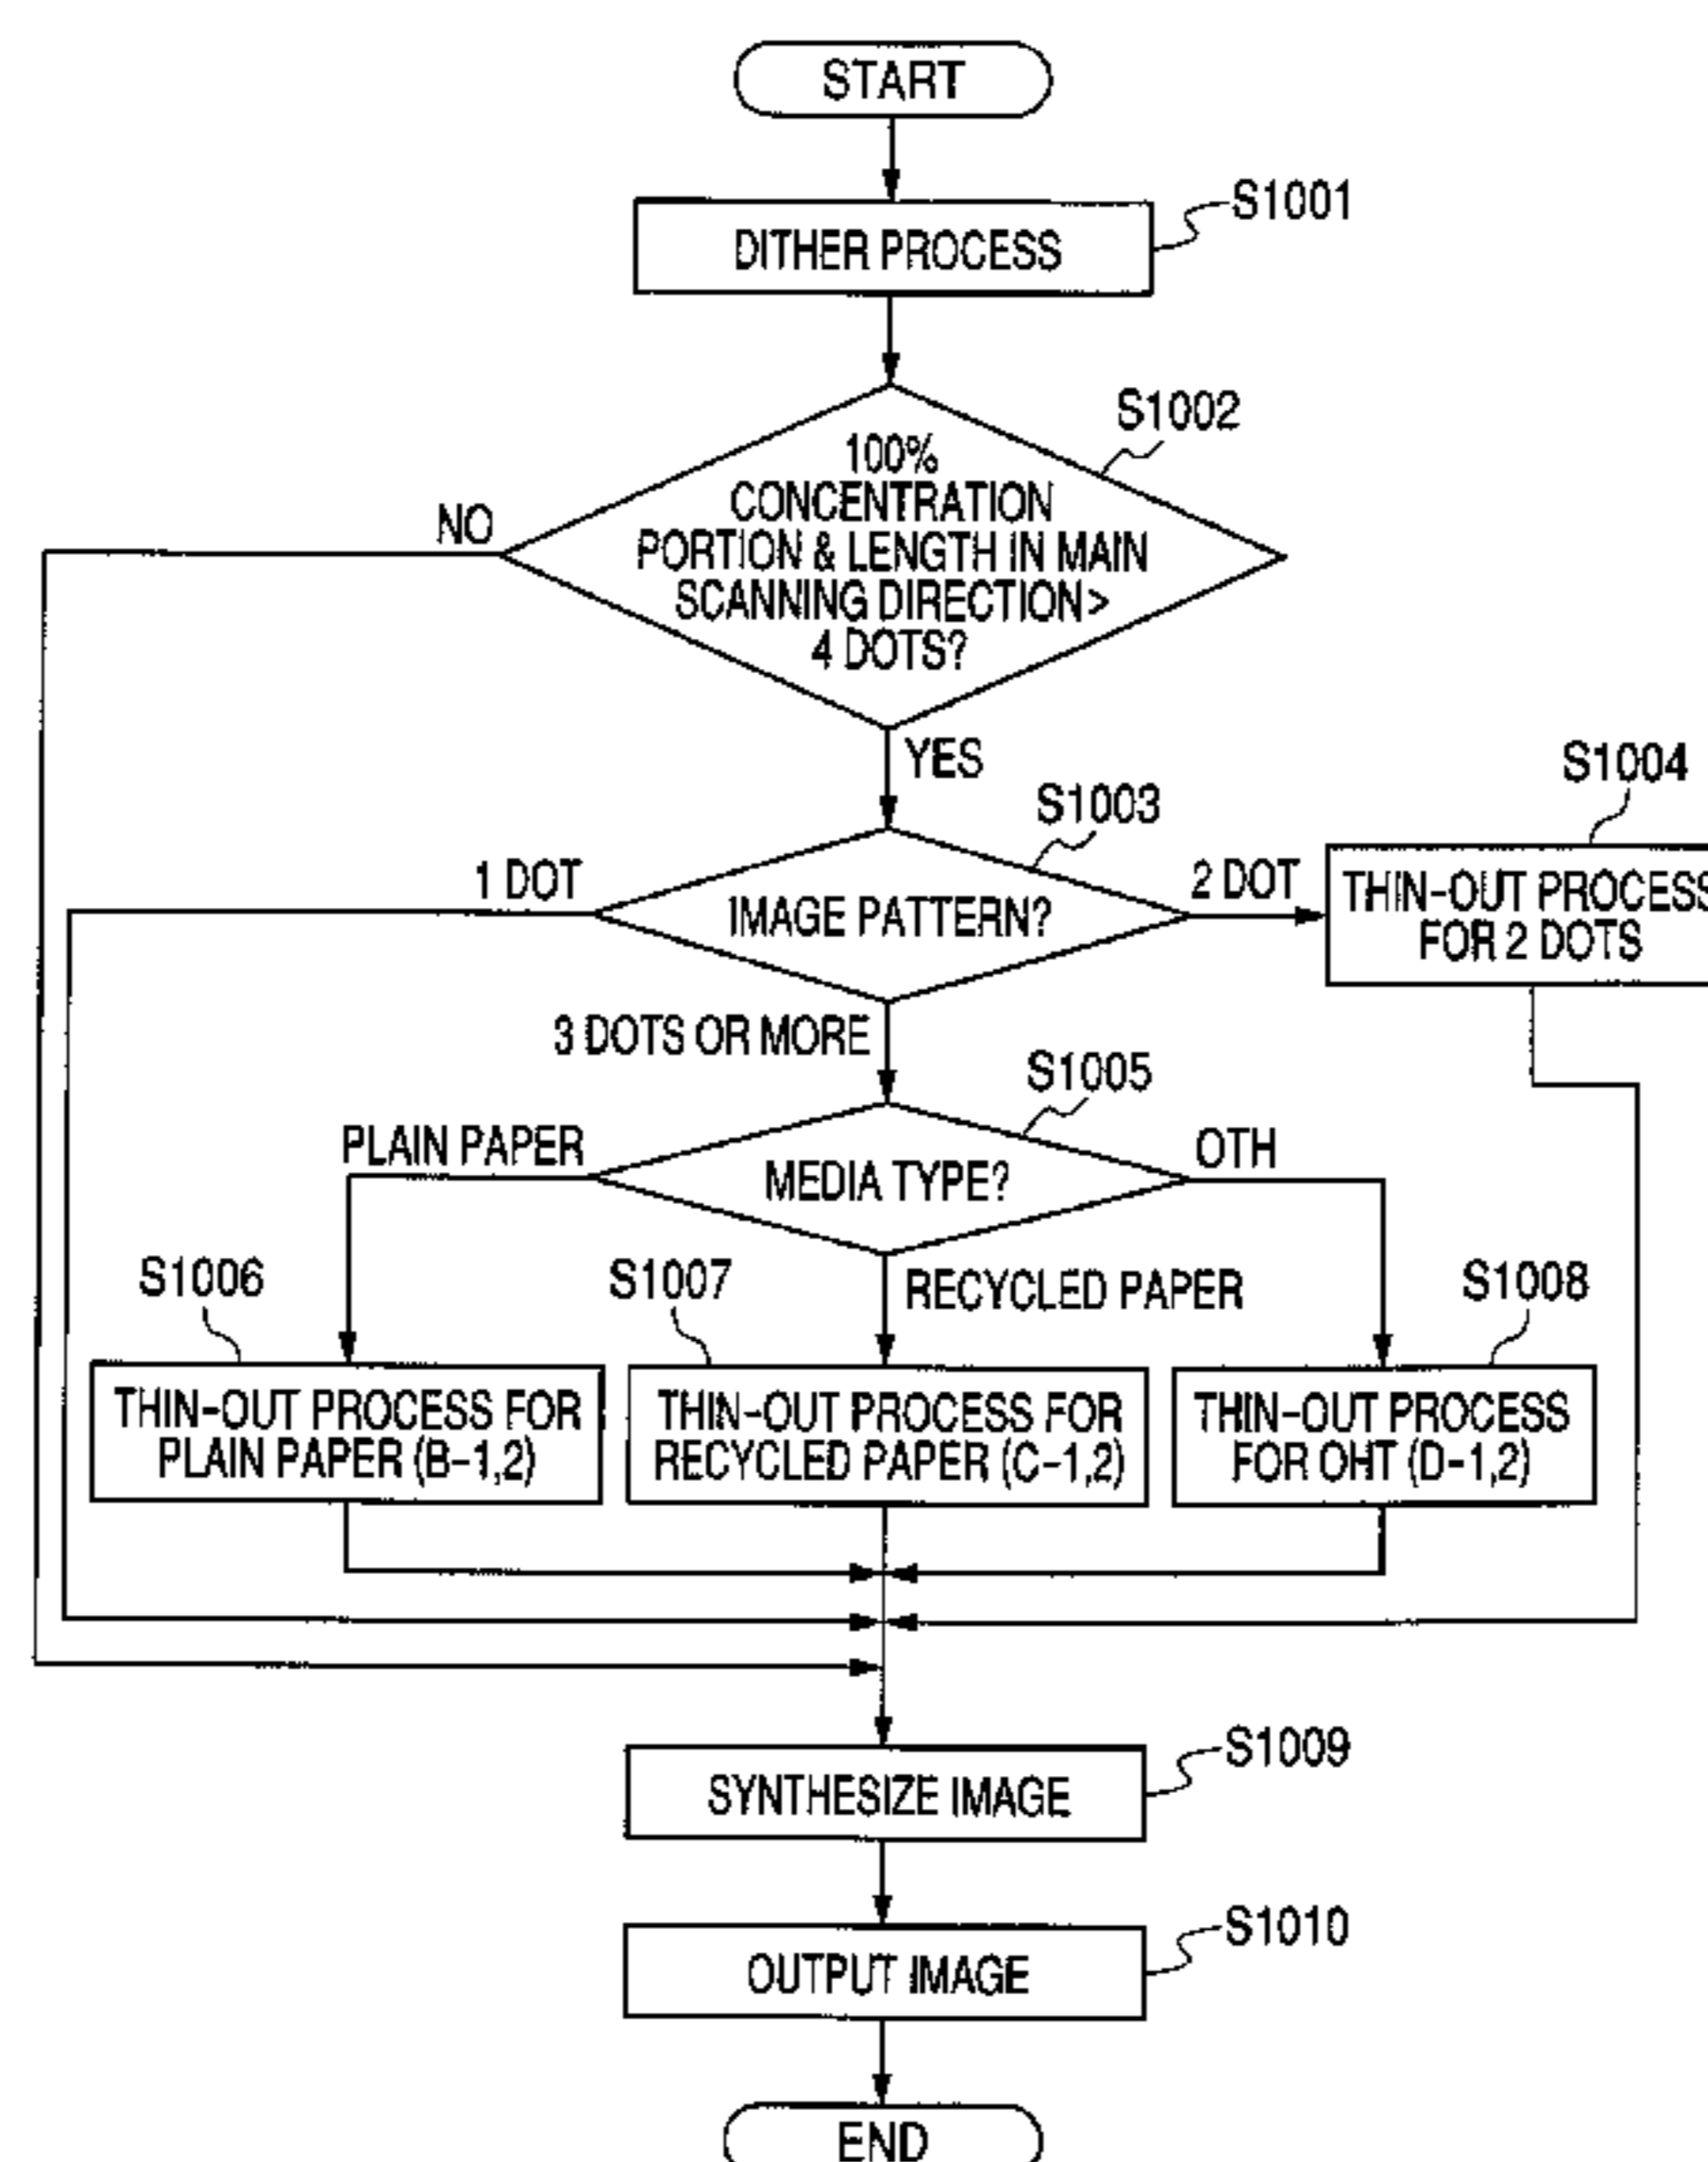 START
S1001
DITHER PROCESS
S1002
100%
CONCENTRATION
PORTION & LENGTH IN MAIN
SCANNING DIRECTION>
4 DOTS?
NO
YES
S1003
S1004
1 DOT
IMAGE PATTERN?
2 DOT
THIN-OUT PROCESS
FOR 2 DOTS
3 DOTS OR MORE
S1005
PLAIN PAPER
MEDIA TYPE?
OTH
S1006
S1007
RECYCLED PAPER
S1008
THIN-OUT PROCESS FOR
PLAIN PAPER (B-1,2)
THIN-OUT PROCESS FOR
RECYCLED PAPER (C-1,2)
THIN-OUT PROCESS
FOR OHT (D-1,2)
S1009
SYNTHESIZE IMAGE
S1010
OUTPUT IMAGE
END